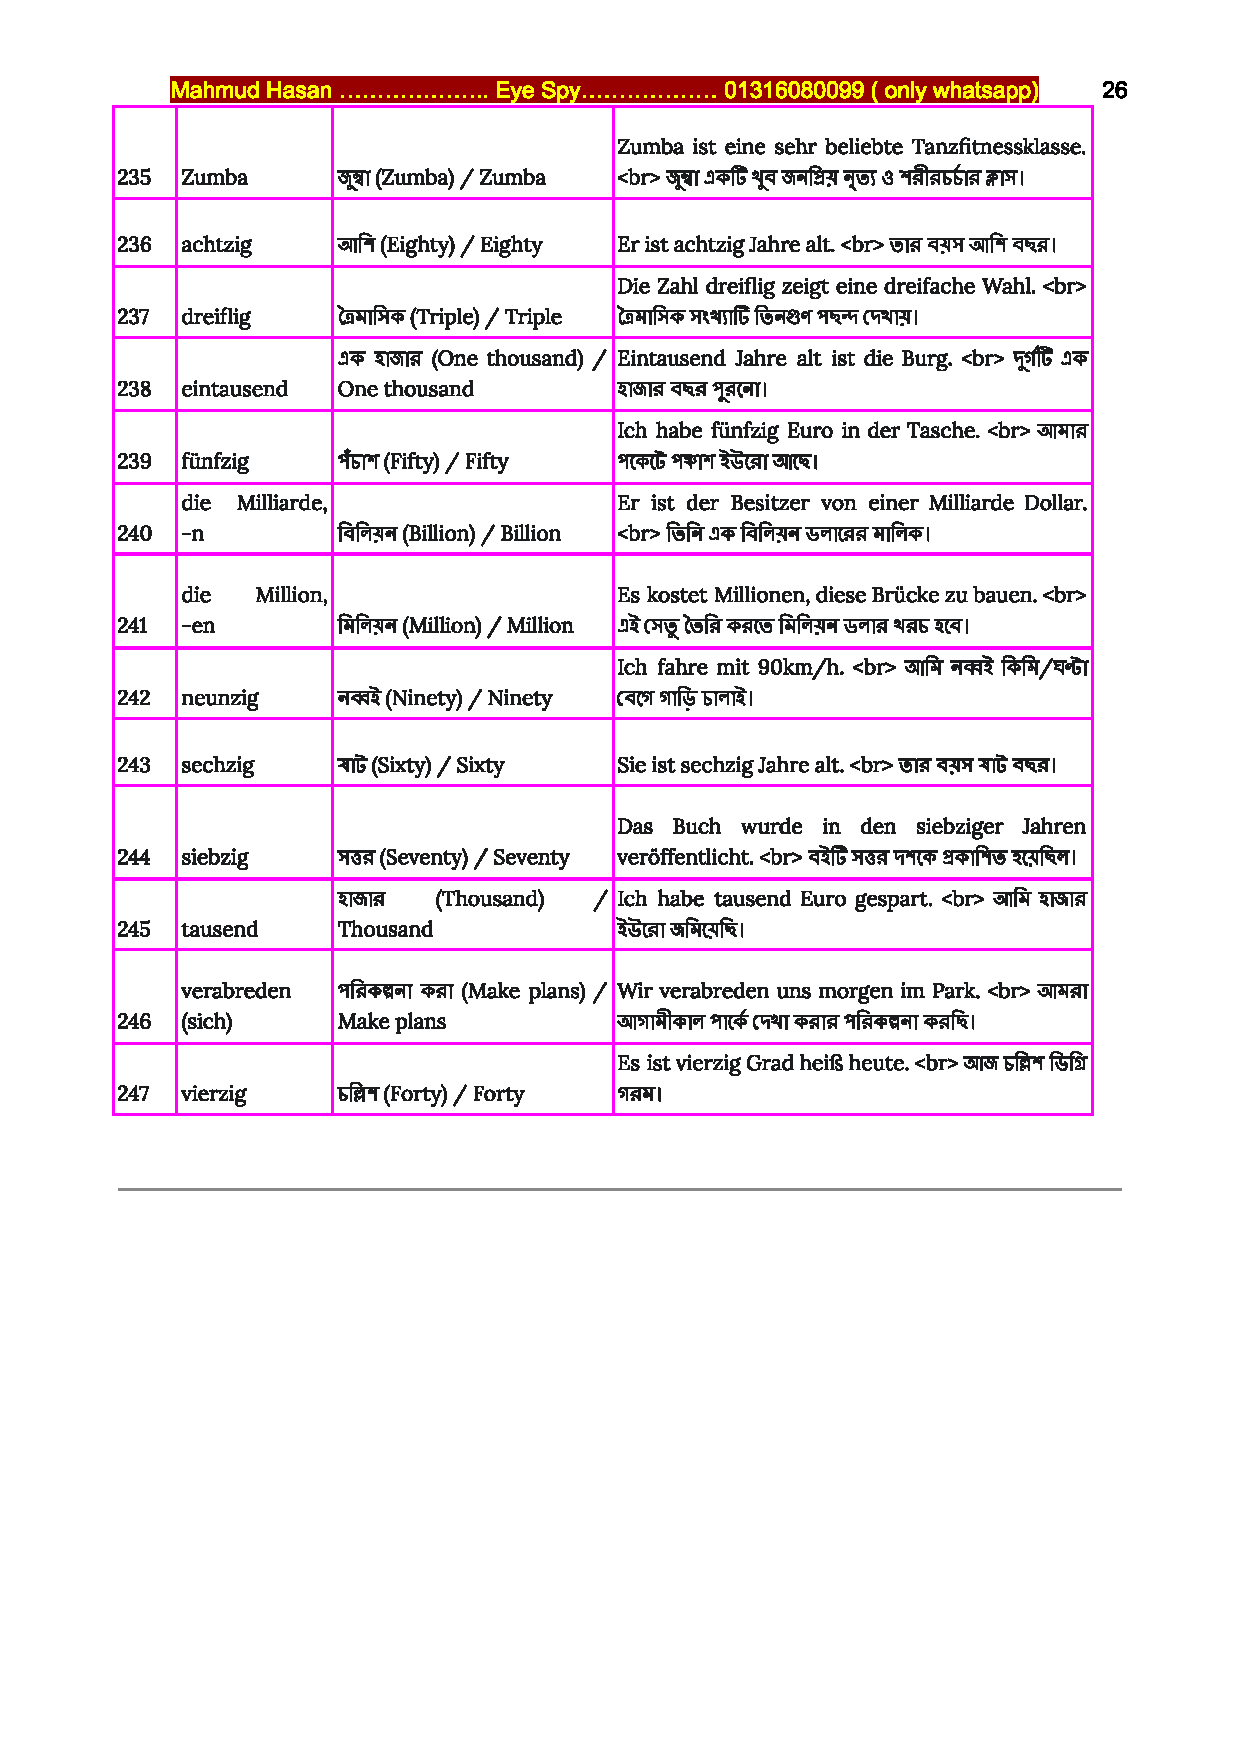 Mahmud Hasan ……………….. Eye Spy……………… 01316080099 ( only whatsapp) 26
Zumba ist eine sehr beliebte Tanzfitnessklasse.
235 Zumba জুম্বা (Zumba) / Zumba <br> জুম্বা একটি খুব জনপ্রিয় নৃত্য ও শরীরচর্চার ক্লাস।
236 achtzig আশি (Eighty) / Eighty Er ist achtzig Jahre alt. <br> তার বয়স আশি বছর।
Die Zahl dreiflig zeigt eine dreifache Wahl. <br>
237 dreiflig ত্রৈমাসিক (Triple) / Triple ত্রৈমাসিক সংখ্যাটি তিনগুণ পছন্দ দেখায়।
এক হাজার (One thousand) / Eintausend Jahre alt ist die Burg. <br> দুর্গটি এক
238 eintausend One thousand হাজার বছর পুরনো।
Ich habe fünfzig Euro in der Tasche. <br> আমার
239 fünfzig পঁচাশ (Fifty) / Fifty পকেটে পঞ্চাশ ইউরো আছে।
die Milliarde, Er ist der Besitzer von einer Milliarde Dollar.
240 -n বিলিয়ন (Billion) / Billion <br> তিনি এক বিলিয়ন ডলারের মালিক।
die Million, Es kostet Millionen, diese Brücke zu bauen. <br>
241 -en মিলিয়ন (Million) / Million এই সেতু তৈরি করতে মিলিয়ন ডলার খরচ হবে।
Ich fahre mit 90km/h. <br> আমি নব্বই কিমি/ঘণ্টা
242 neunzig নব্বই (Ninety) / Ninety বেগে গাড়ি চালাই।
243 sechzig ষাট (Sixty) / Sixty Sie ist sechzig Jahre alt. <br> তার বয়স ষাট বছর।
Das Buch wurde in den siebziger Jahren
244 siebzig সত্তর (Seventy) / Seventy veröffentlicht. <br> বইটি সত্তর দশকে প্রকাশিত হয়েছিল।
হাজার (Thousand) / Ich habe tausend Euro gespart. <br> আমি হাজার
245 tausend Thousand ইউরো জমিয়েছি।
verabreden পরিকল্পনা করা (Make plans) / Wir verabreden uns morgen im Park. <br> আমরা
246 (sich) Make plans আগামীকাল পার্কে দেখা করার পরিকল্পনা করছি।
Es ist vierzig Grad heiß heute. <br> আজ চল্লিশ ডিগ্রি
247 vierzig চল্লিশ (Forty) / Forty গরম।